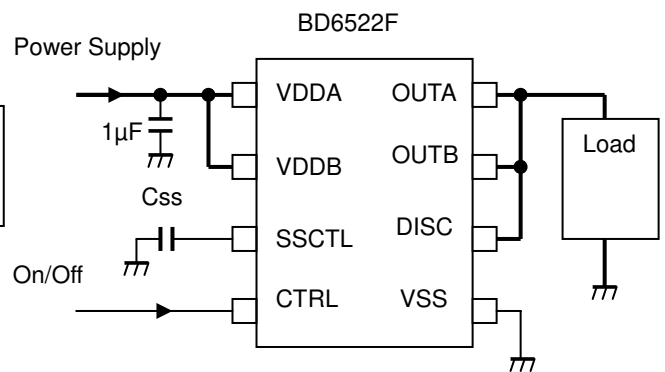 BD6522F
Power Supply
VDDA
OUTA
1µF
VDDB
OUTB
Load
Css
SSCTL
DISC
On/Off
CTRL
VSS